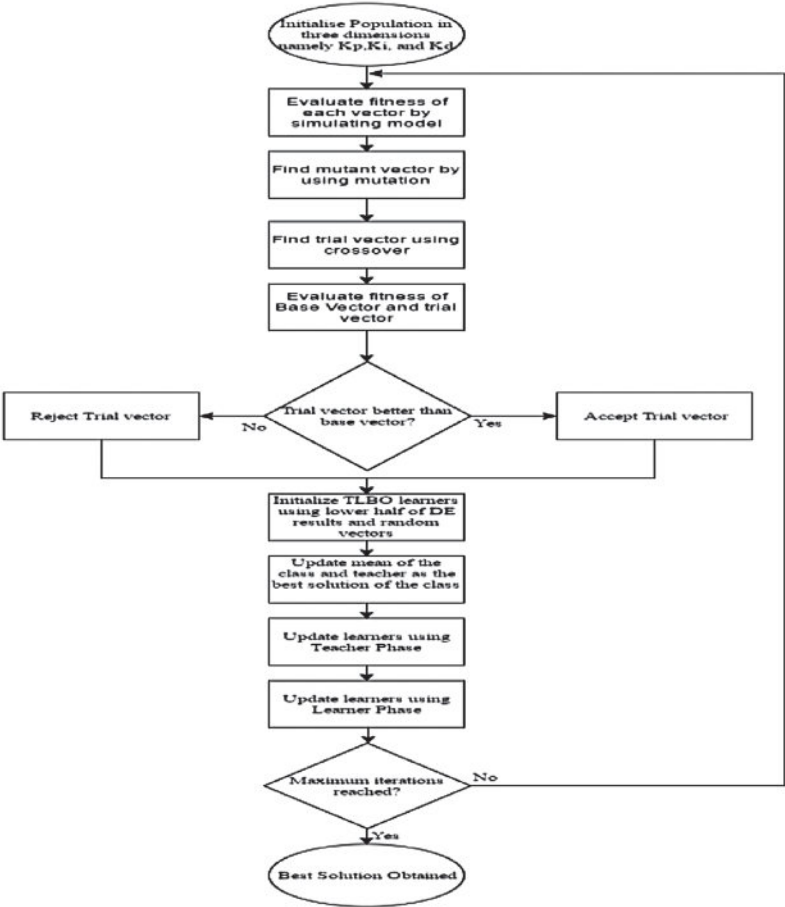 Initialise Population in
three dimensions
namely Kp,Ki, and Kd
Evaluate fitness of
each vector by
simulating model
Find mutant vector by
using mutation
Find trial vector using
crossover
Evaluate fitness of
Base Vector and trial
vector
Trial vector better than
base vector?
No
Yes
Reject Trial vector
Accept Trial vector
Initialize TLBO learners
using lower half of DE
results and random
vectors
Update mean of the
class and teacher as the
best solution of the class
Update learners using
Teacher Phase
Update learners using
Learner Phase
Maximum iterations
reached?
No
Yes
Best Solution Obtained